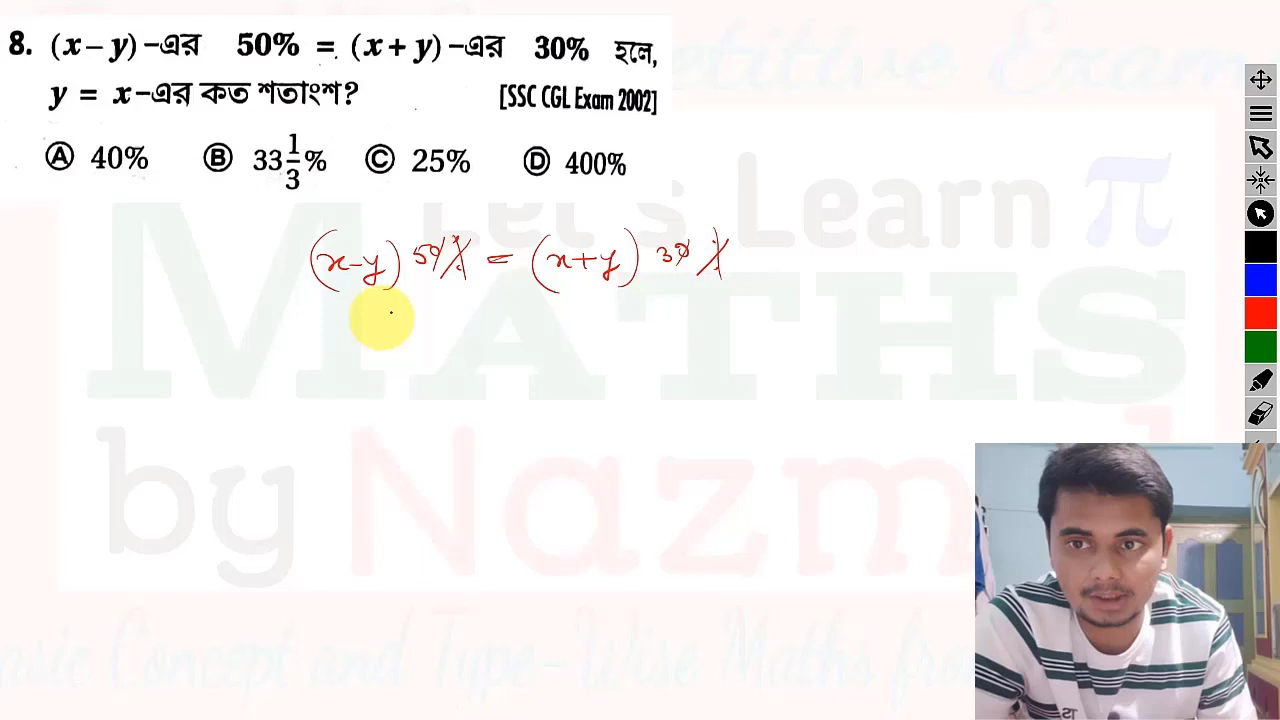 8. (x – y) -এর 50% = (x + y) -এর 30% হলে,
y = x -এর কত শতাংশ? [SSC CGL Exam 2002]
Ⓐ 40% Ⓑ 33 1/3 % Ⓒ 25% Ⓓ 400%
(x-y) 50% = (x+y) 30%
Let's Learn π
MATHS
by Nazm